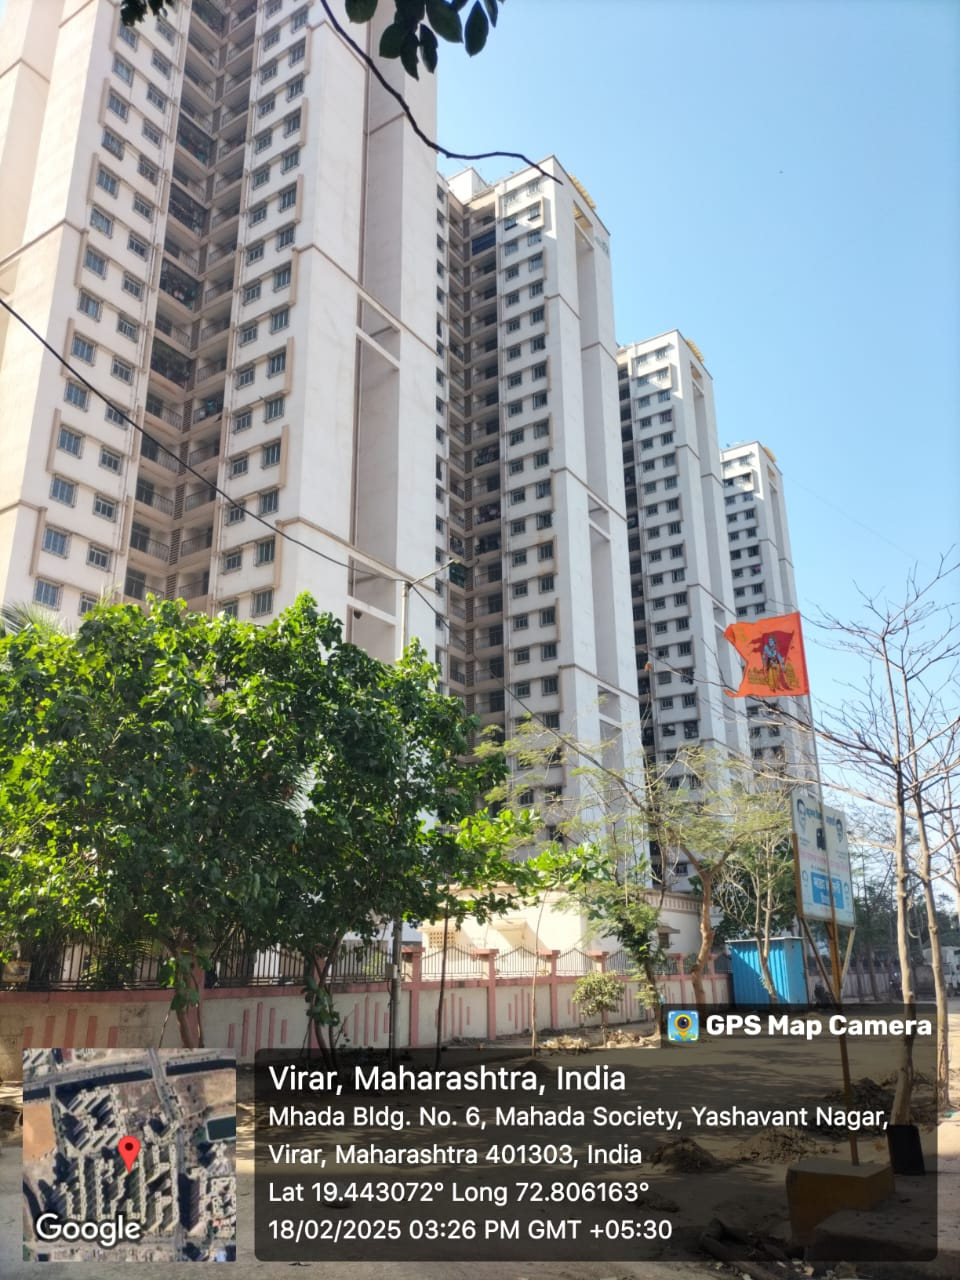 GPS Map Camera
Virar, Maharashtra, India
Mhada Bldg. No. 6, Mahada Society, Yashavant Nagar,
Virar, Maharashtra 401303, India
Lat 19.443072° Long 72.806163°
18/02/2025 03:26 PM GMT +05:30
Google